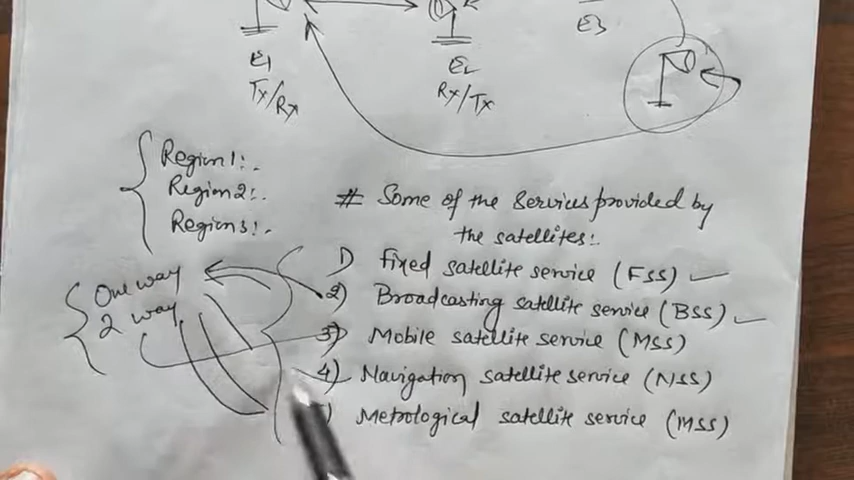 E1
Tx/Rx
E2
Rx/Tx
E3
Region1:.
Region2:.
Region3:.
# Some of the Services provided by
the satellites:
One way
2 way
1) Fixed satellite service (FSS)
2) Broadcasting satellite service (BSS)
3) Mobile satellite service (MSS)
4) Navigation satellite service (NSS)
) Metrological satellite service (MSS)